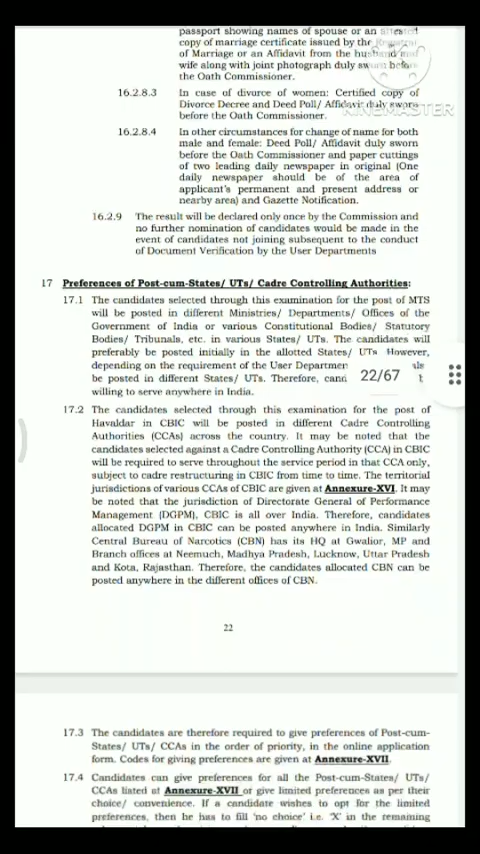 passport showing names of spouse or an attested
copy of marriage certificate issued by the Registrar
of Marriage or an Affidavit from the husband and
wife along with joint photograph duly sworn before
the Oath Commissioner.
16.2.8.3 In case of divorce of women: Certified copy of
Divorce Decree and Deed Poll/ Affidavit duly sworn
before the Oath Commissioner.
KINEMASTER
16.2.8.4 In other circumstances for change of name for both
male and female: Deed Poll/ Affidavit duly sworn
before the Oath Commissioner and paper cuttings
of two leading daily newspaper in original (One
daily newspaper should be of the area of
applicant's permanent and present address or
nearby area) and Gazette Notification.
16.2.9 The result will be declared only once by the Commission and
no further nomination of candidates would be made in the
event of candidates not joining subsequent to the conduct
of Document Verification by the User Departments
17 Preferences of Post-cum-States/ UTs/ Cadre Controlling Authorities:
17.1 The candidates selected through this examination for the post of MTS
will be posted in different Ministries/ Departments/ Offices of the
Government of India or various Constitutional Bodies/ Statutory
Bodies/ Tribunals, etc. in various States/ UTs. The candidates will
preferably be posted initially in the allotted States/ UTs However,
depending on the requirement of the User Departmen
be posted in different States/ UTs. Therefore, cand
willing to serve anywhere in India.
22/67
17.2 The candidates selected through this examination for the post of
Havaldar in CBIC will be posted in different Cadre Controlling
Authorities (CCAs) across the country. It may be noted that the
candidates selected against a Cadre Controlling Authority (CCA) in CBIC
will be required to serve throughout the service period in that CCA only,
subject to cadre restructuring in CBIC from time to time. The territorial
jurisdictions of various CCAs of CBIC are given at Annexure-XVI. It may
be noted that the jurisdiction of Directorate General of Performance
Management (DGPM), CBIC is all over India. Therefore, candidates
allocated DGPM in CBIC can be posted anywhere in India. Similarly
Central Bureau of Narcotics (CBN) has its HQ at Gwalior, MP and
Branch offices at Neemuch, Madhya Pradesh, Lucknow, Uttar Pradesh
and Kota, Rajasthan. Therefore, the candidates allocated CBN can be
posted anywhere in the different offices of CBN.
22
17.3 The candidates are therefore required to give preferences of Post-cum-
States/ UTs/ CCAs in the order of priority, in the online application
form. Codes for giving preferences are given at Annexure-XVII.
17.4 Candidates can give preferences for all the Post-cum-States/ UTs/
CCAs listed at Annexure-XVII or give limited preferences as per their
choice/ convenience. If a candidate wishes to opt for the limited
preferences, then he has to fill 'no choice' i.e. 'X' in the remaining